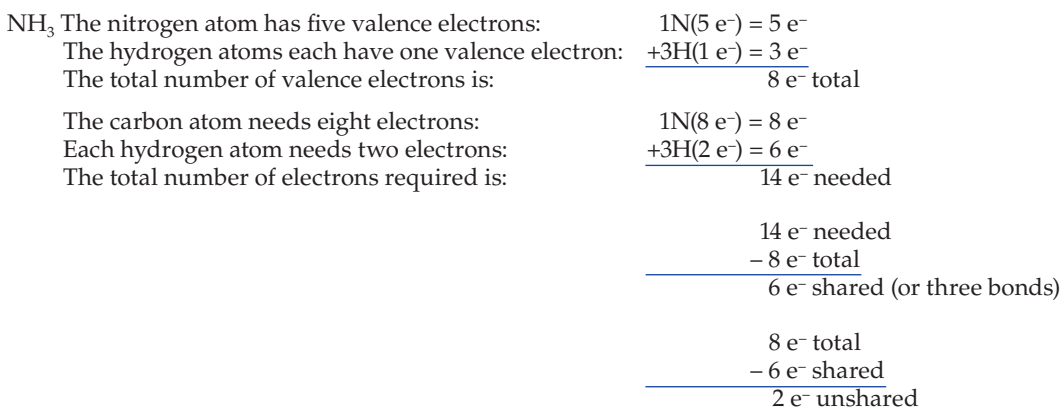 NH₃ The nitrogen atom has five valence electrons: 1N(5 e⁻) = 5 e⁻
The hydrogen atoms each have one valence electron: +3H(1 e⁻) = 3 e⁻
The total number of valence electrons is: 8 e⁻ total
The carbon atom needs eight electrons: 1N(8 e⁻) = 8 e⁻
Each hydrogen atom needs two electrons: +3H(2 e⁻) = 6 e⁻
The total number of electrons required is: 14 e⁻ needed
14 e⁻ needed
– 8 e⁻ total
6 e⁻ shared (or three bonds)
8 e⁻ total
– 6 e⁻ shared
2 e⁻ unshared